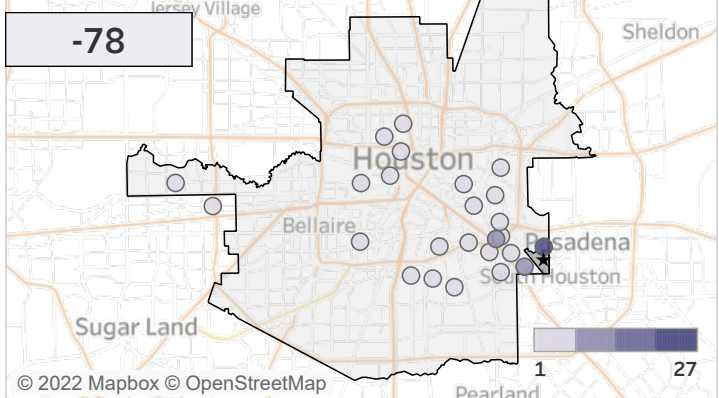 Jersey Village
-78
Sheldon
Houston
Bellaire
Pasadena
South Houston
Sugar Land
1
27
© 2022 Mapbox © OpenStreetMap
Pearland